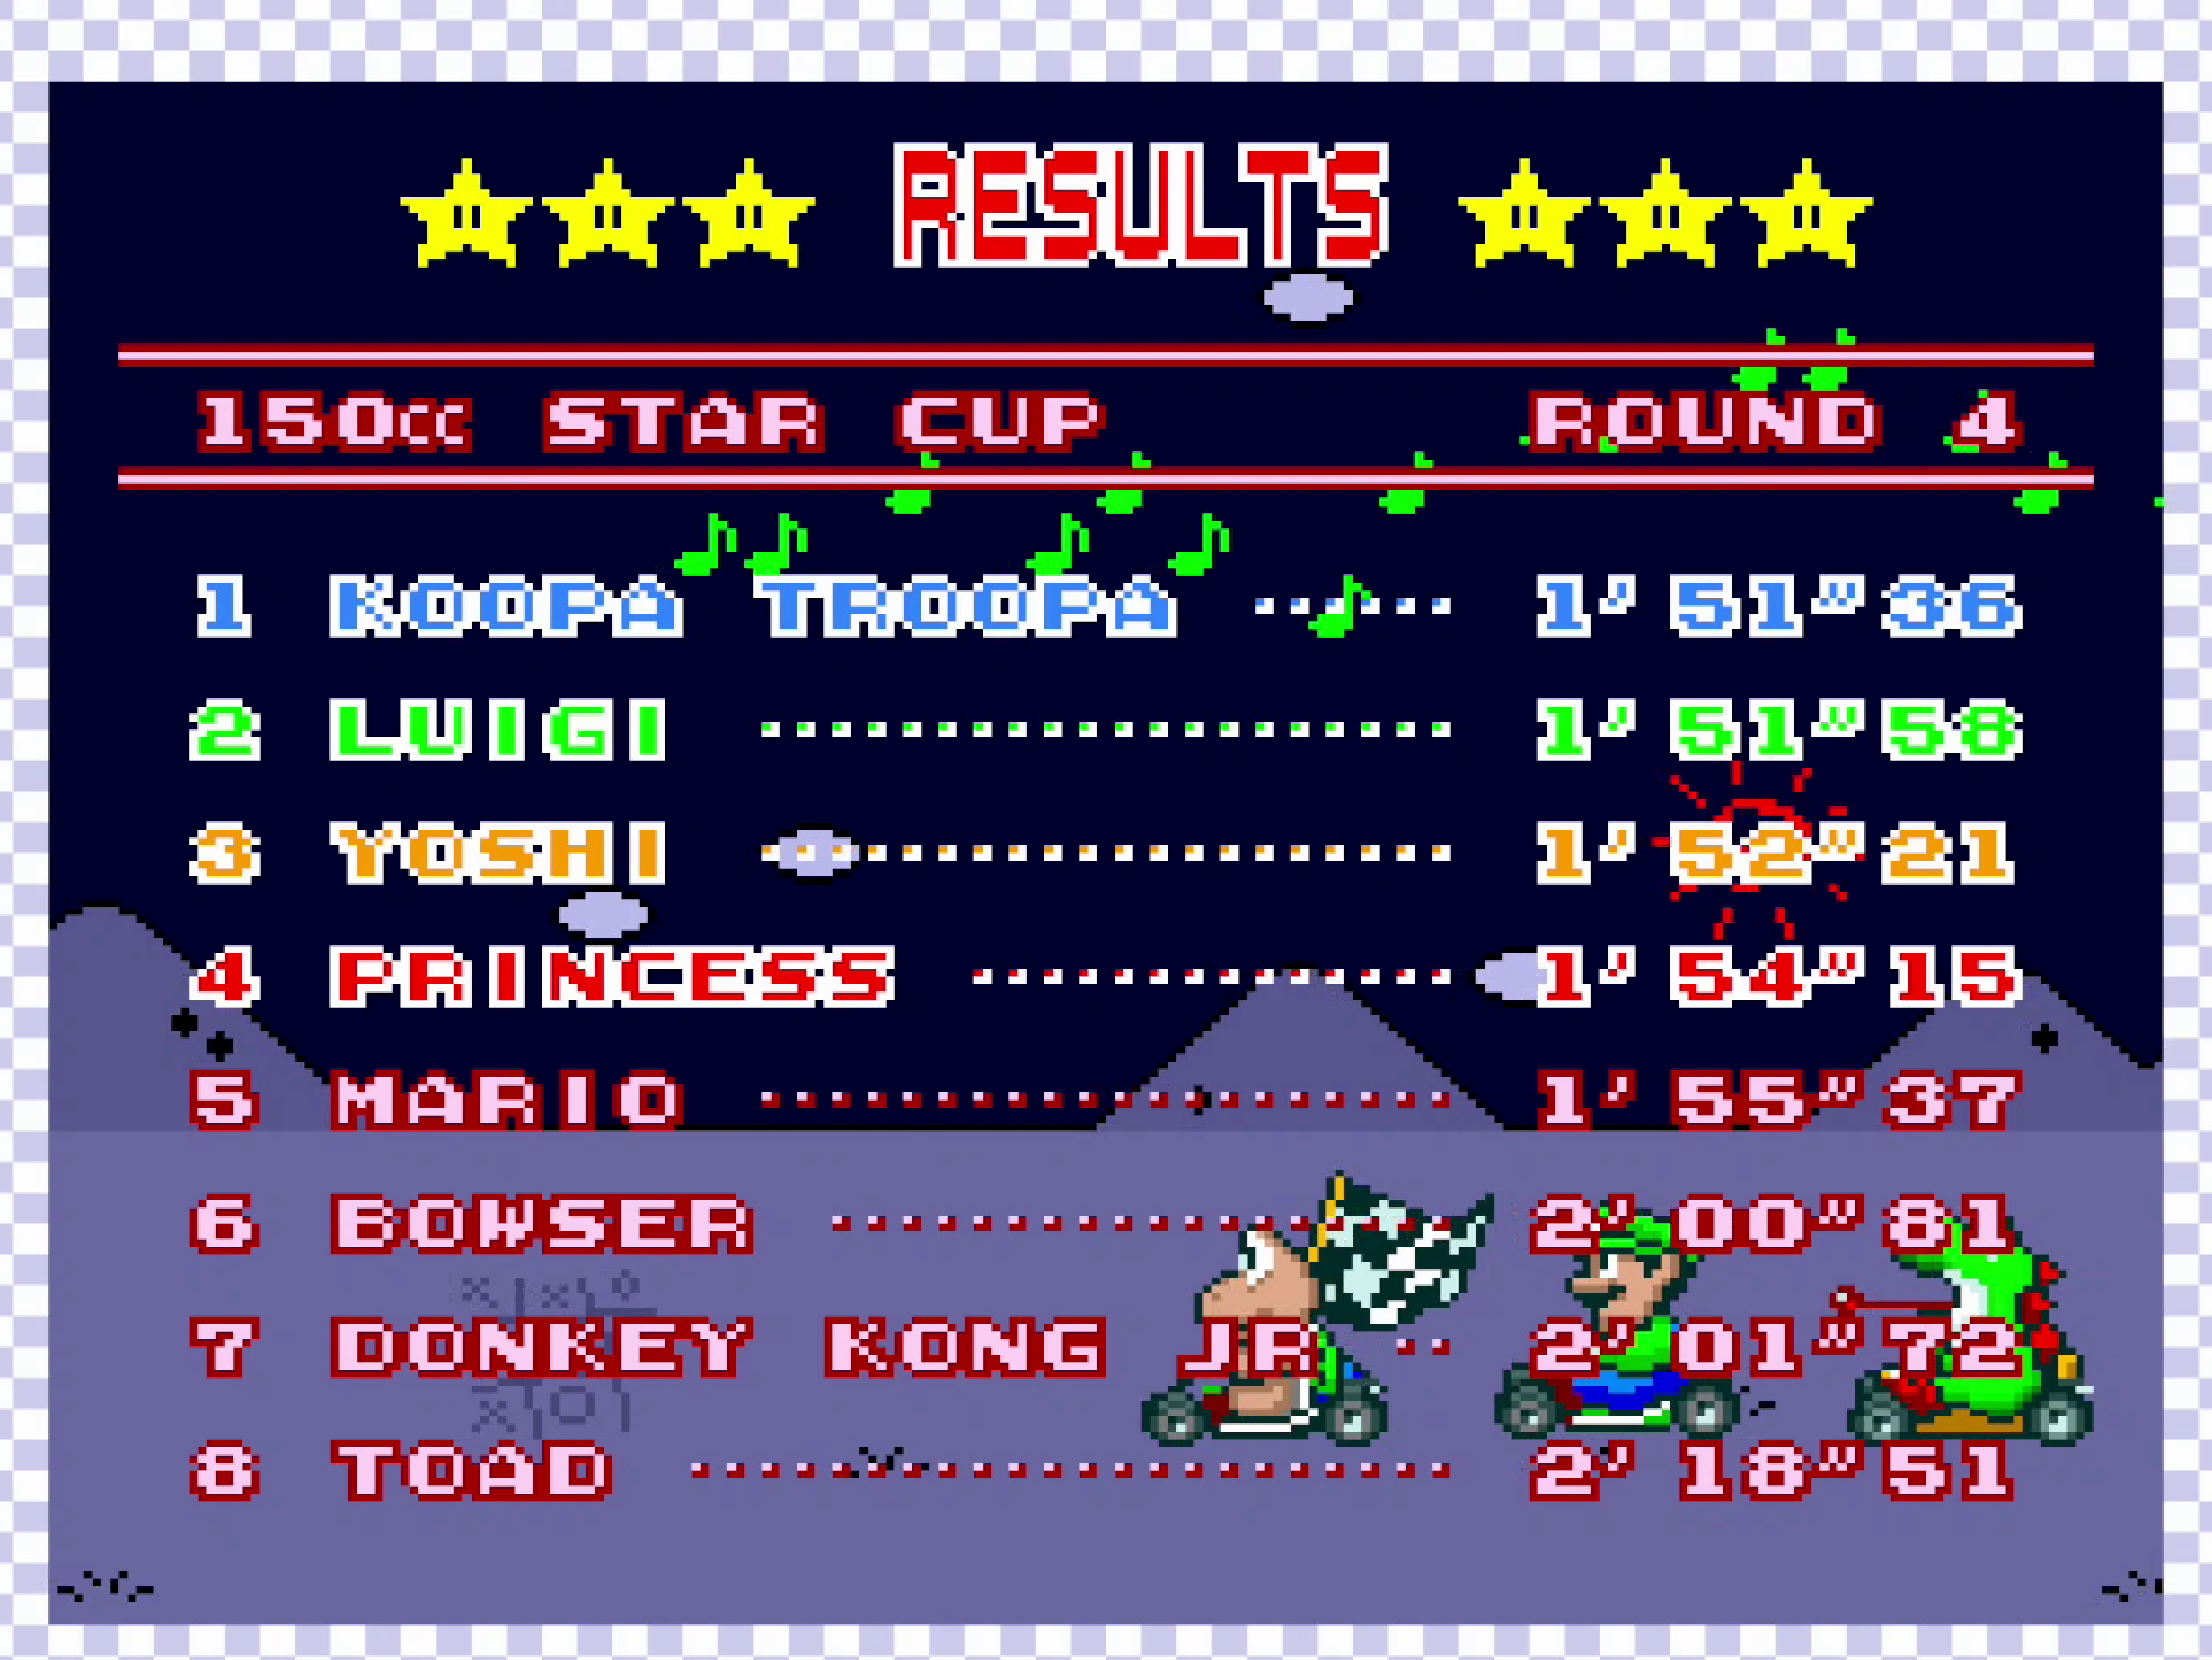 RESULTS
150cc STAR CUP ROUND 4
1 KOOPA TROOPA ...... 1'51"36
2 LUIGI .................... 1'51"58
3 YOSHI .................... 1'52"21
4 PRINCESS .............. 1'54"15
5 MARIO .................... 1'55"37
6 BOWSER .................. 2'00"81
7 DONKEY KONG JR .. 2'01"72
8 TOAD ...................... 2'18"51